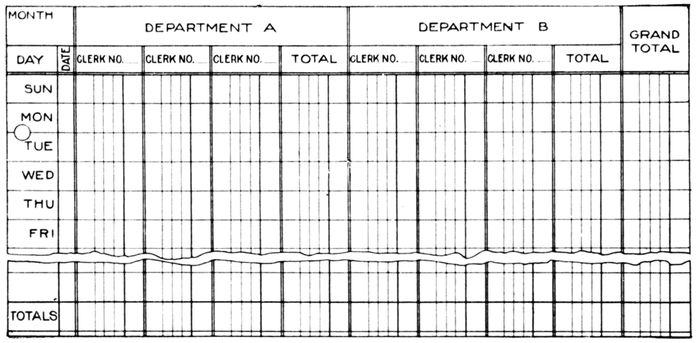 MONTH
DEPARTMENT A DEPARTMENT B GRAND TOTAL
DAY DATE CLERK NO. CLERK NO. CLERK NO. TOTAL CLERK NO. CLERK NO. CLERK NO. TOTAL
SUN
MON
TUE
WED
THU
FRI
TOTALS